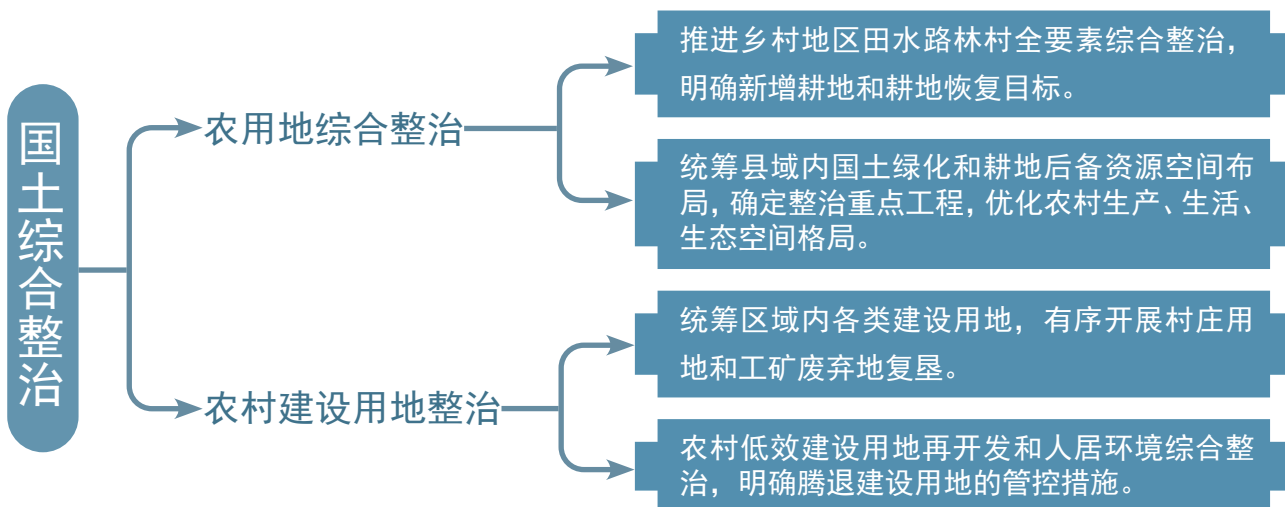 国土综合整治
农用地综合整治
推进乡村地区田水路林村全要素综合整治，
明确新增耕地和耕地恢复目标。
统筹县域内国土绿化和耕地后备资源空间布
局，确定整治重点工程，优化农村生产、生活、
生态空间格局。
农村建设用地整治
统筹区域内各类建设用地，有序开展村庄用
地和工矿废弃地复垦。
农村低效建设用地再开发和人居环境综合整
治，明确腾退建设用地的管控措施。